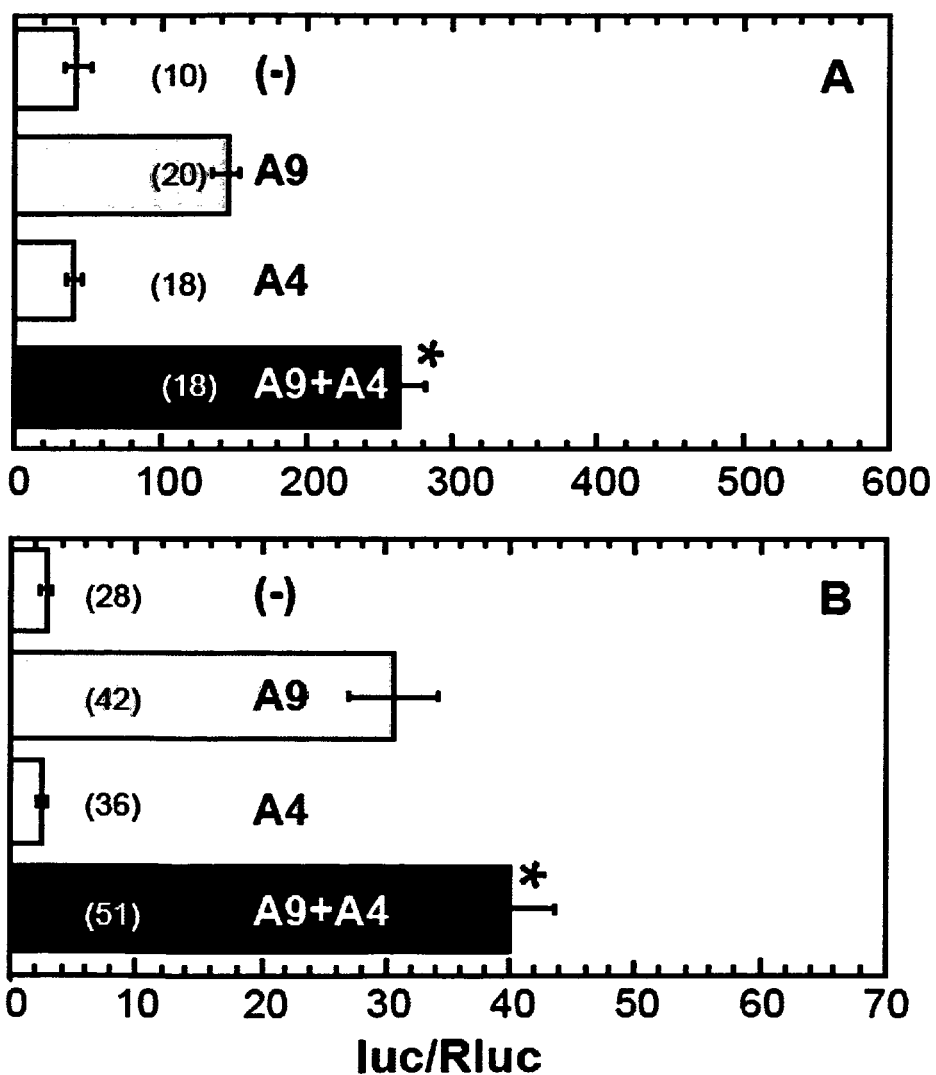 (10) (-) A
(20) A9
(18) A4
(18) A9+A4 *
0 100 200 300 400 500 600
(28) (-) B
(42) A9
(36) A4
(51) A9+A4 *
0 10 20 30 40 50 60 70
luc/Rluc